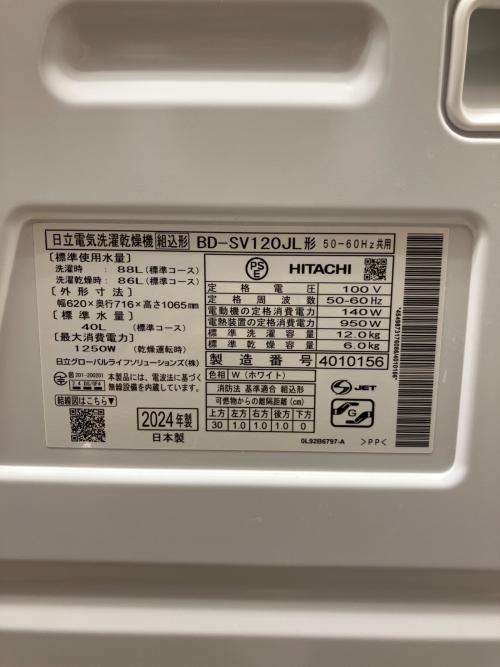 日立電気洗濯乾燥機 組込形 BD-SV120JL形 50-60Hz共用
[標準使用水量]
洗濯時 : 88L (標準コース)
洗濯乾燥時 : 86L (標準コース)
[外形寸法]
幅620×奥行716×高さ1065mm
[標準水量]
40L (標準コース)
[最大消費電力]
1250W (乾燥運転時)
日立グローバルライフソリューションズ(株)
本製品には、電波法に基づく
無線設備を内蔵しています。
結線図はこちら▼
2024年製
日本製
PSE HITACHI
定格電圧 100V
定格周波数 50-60Hz
電動機の定格消費電力 140W
電熱装置の定格消費電力 950W
標準洗濯容量 12.0kg
標準乾燥容量 6.0kg
製造番号 4010156
色相 W (ホワイト)
消防法 基準適合 組込形
可燃物からの離隔距離(cm)
上方 左方 右方 後方 下方
30 1.0 1.0 1.0 0
S JET
G
0L92B6797-A >PP<